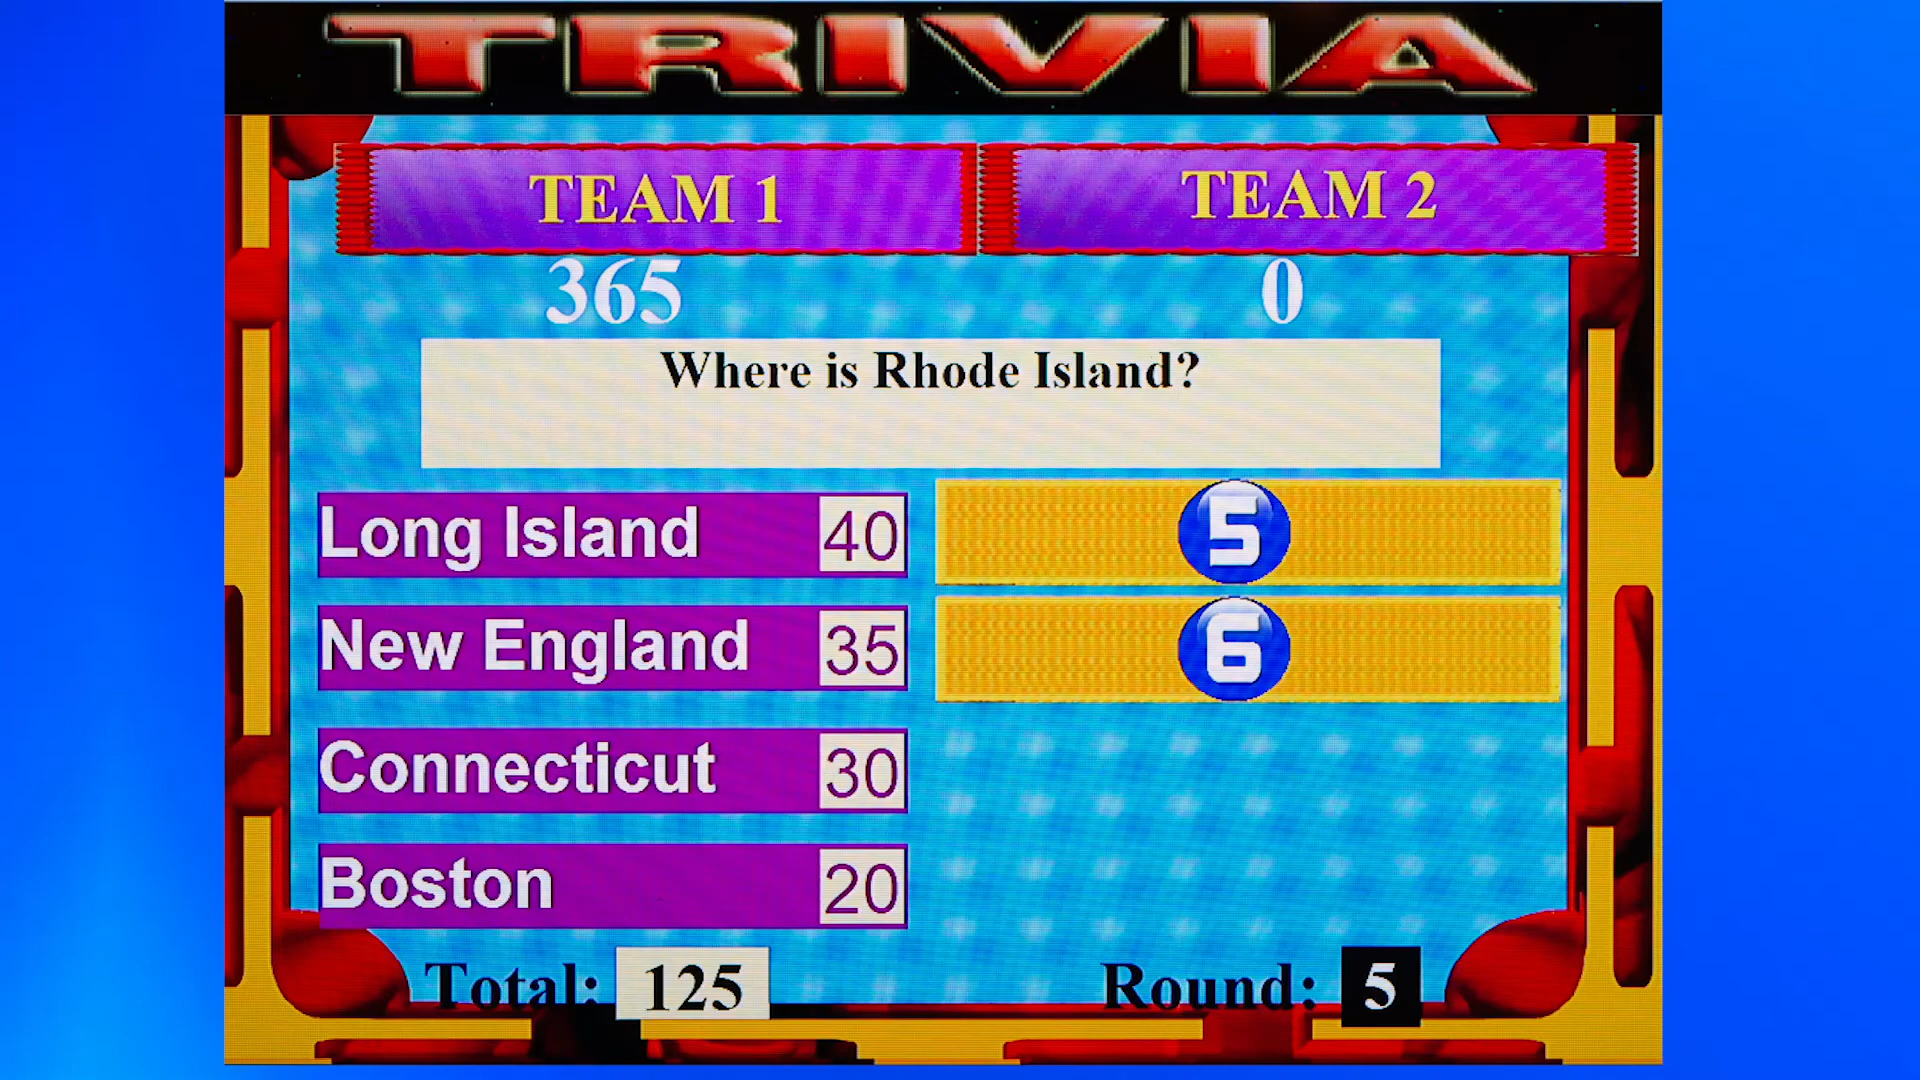 TRIVIA
TEAM 1
TEAM 2
365
0
Where is Rhode Island?
Long Island 40
5
New England 35
6
Connecticut 30
Boston 20
Total: 125
Round: 5